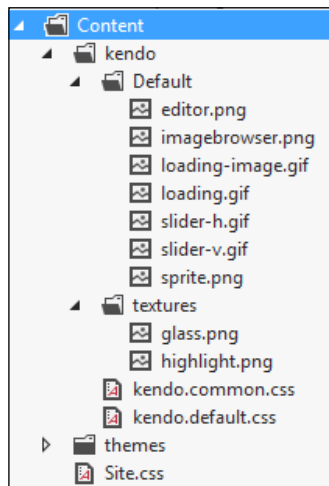 Content
kendo
Default
editor.png
imagebrowser.png
loading-image.gif
loading.gif
slider-h.gif
slider-v.gif
sprite.png
textures
glass.png
highlight.png
kendo.common.css
kendo.default.css
themes
Site.css